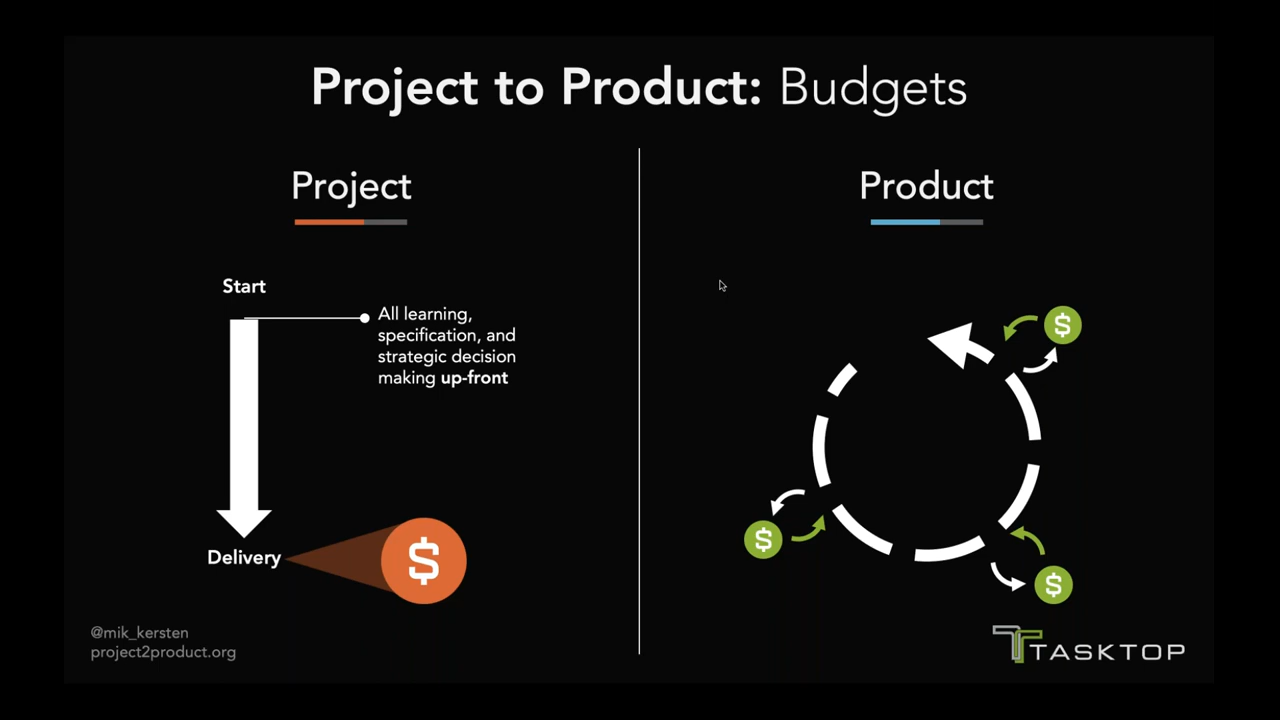 Project to Product: Budgets
Project
Start
All learning,
specification, and
strategic decision
making up-front
Delivery
$
Product
$
$
$
@mik_kersten
project2product.org
TASKTOP